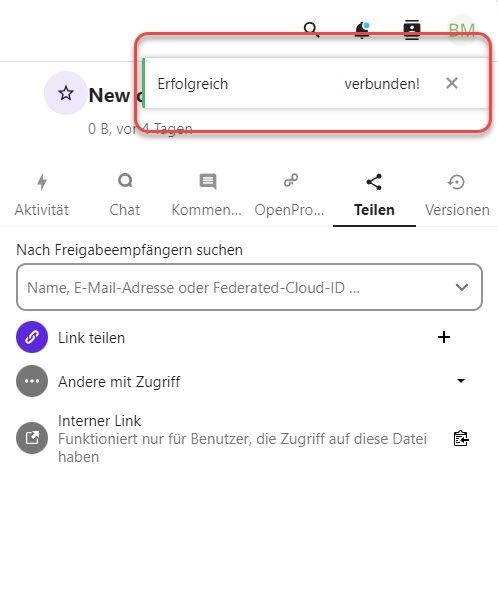 BM
Erfolgreich verbunden!
New
0 B, vor 4 Tagen
Aktivität Chat Kommen... OpenPro... Teilen Versionen
Nach Freigabeempfängern suchen
Name, E-Mail-Adresse oder Federated-Cloud-ID ...
Link teilen
Andere mit Zugriff
Interner Link
Funktioniert nur für Benutzer, die Zugriff auf diese Datei
haben